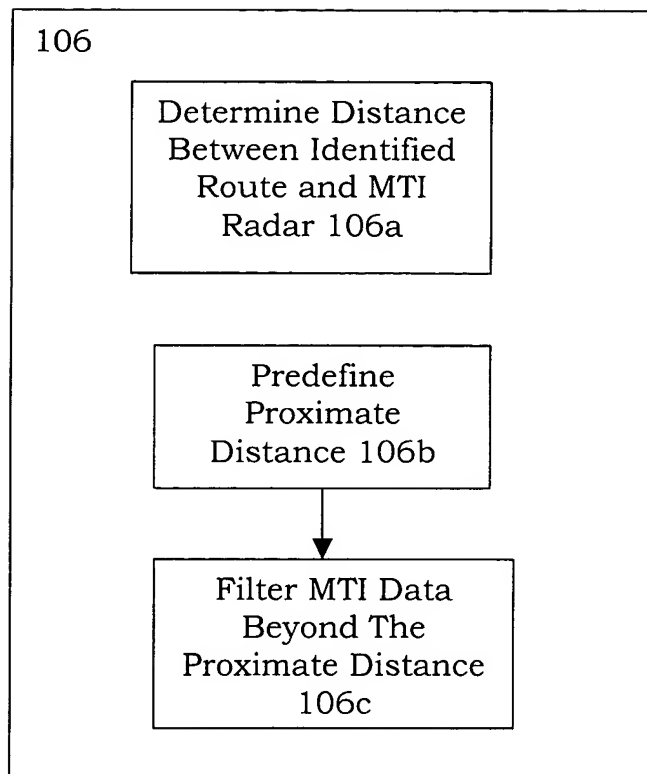 106
Determine Distance
Between Identified
Route and MTI
Radar 106a
Predefine
Proximate
Distance 106b
Filter MTI Data
Beyond The
Proximate Distance
106c